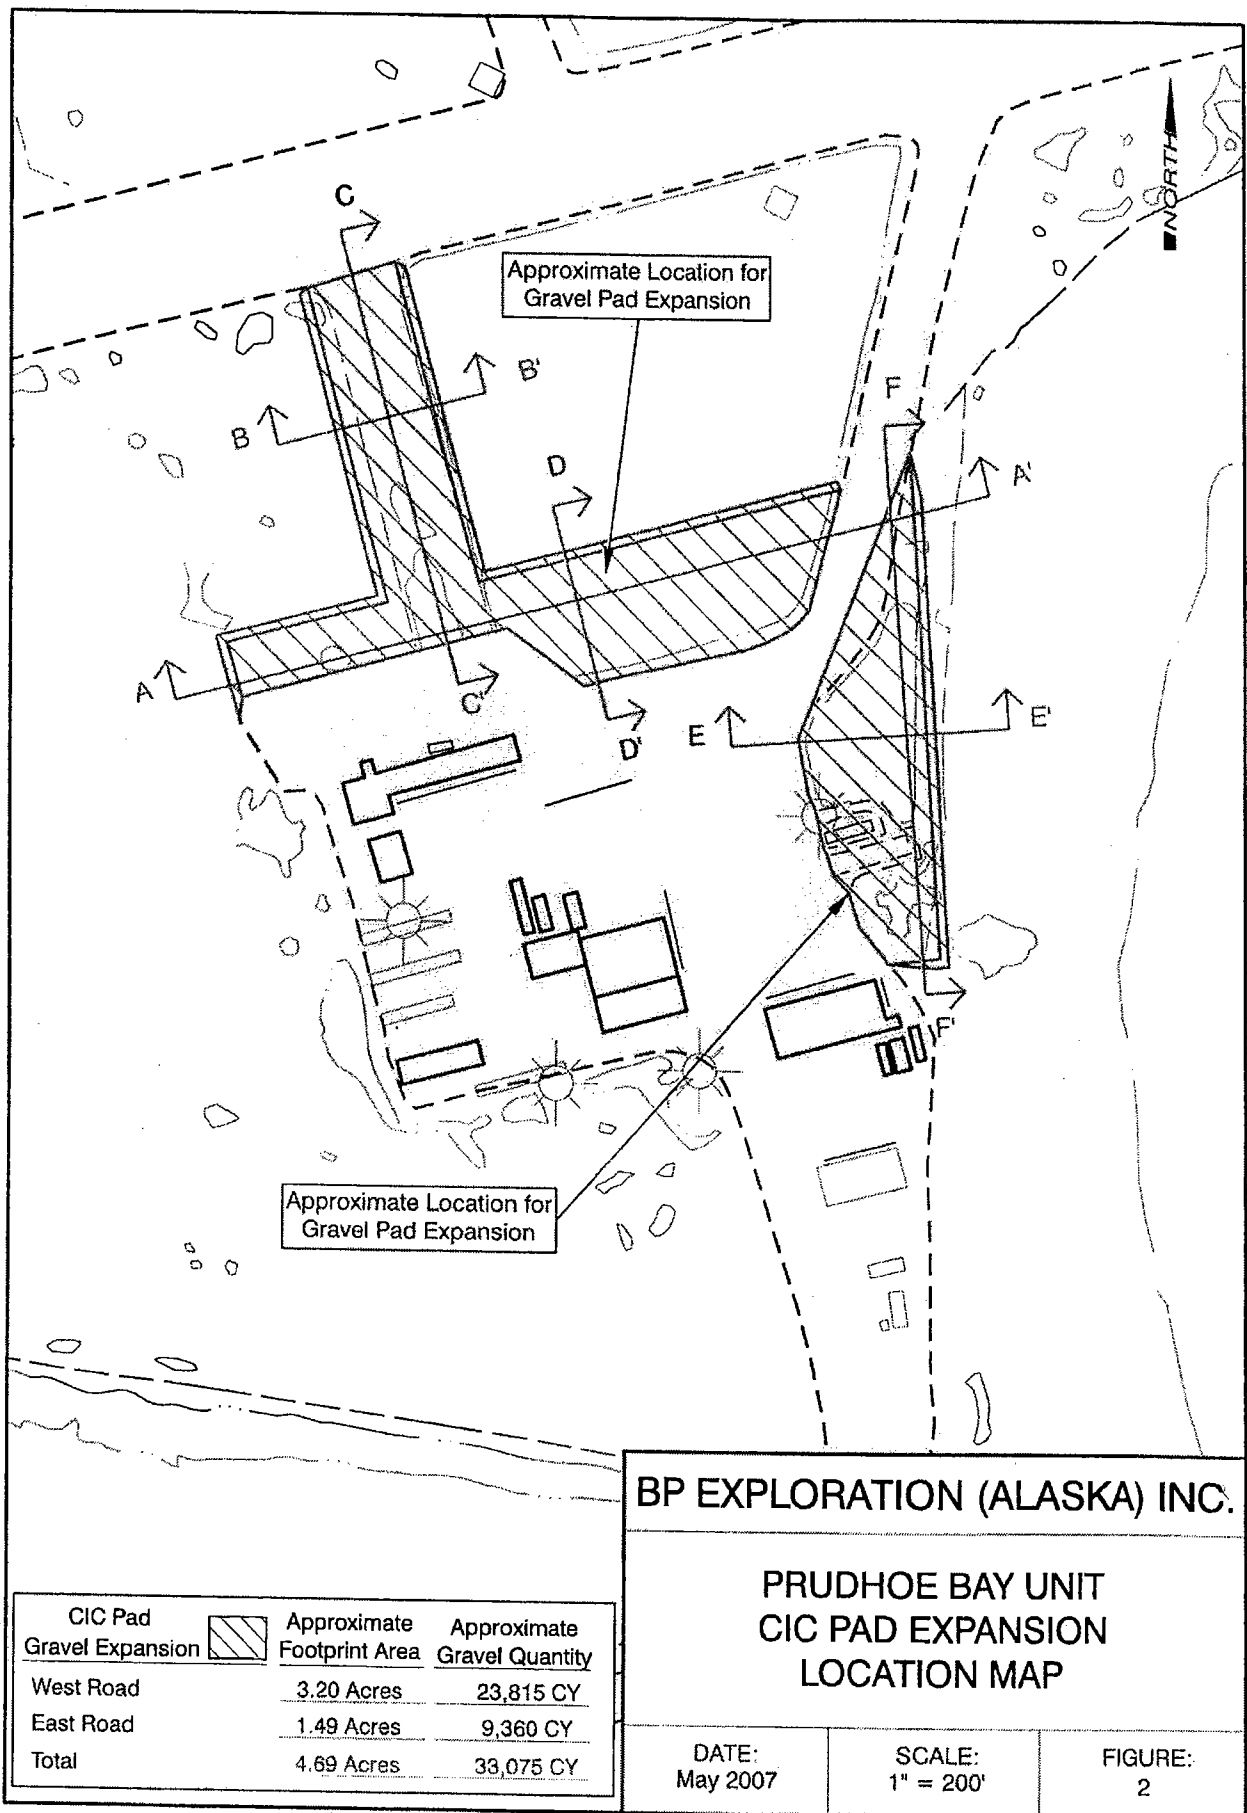 NORTH
C
Approximate Location for
Gravel Pad Expansion
B'
B
F
D
A'
A
C'
D'
E
E'
F'
Approximate Location for
Gravel Pad Expansion
BP EXPLORATION (ALASKA) INC.
PRUDHOE BAY UNIT
CIC PAD EXPANSION
LOCATION MAP
CIC Pad
Gravel Expansion
Approximate
Footprint Area
Approximate
Gravel Quantity
West Road 3.20 Acres 23,815 CY
East Road 1.49 Acres 9,360 CY
Total 4.69 Acres 33,075 CY
DATE:
May 2007
SCALE:
1" = 200'
FIGURE:
2